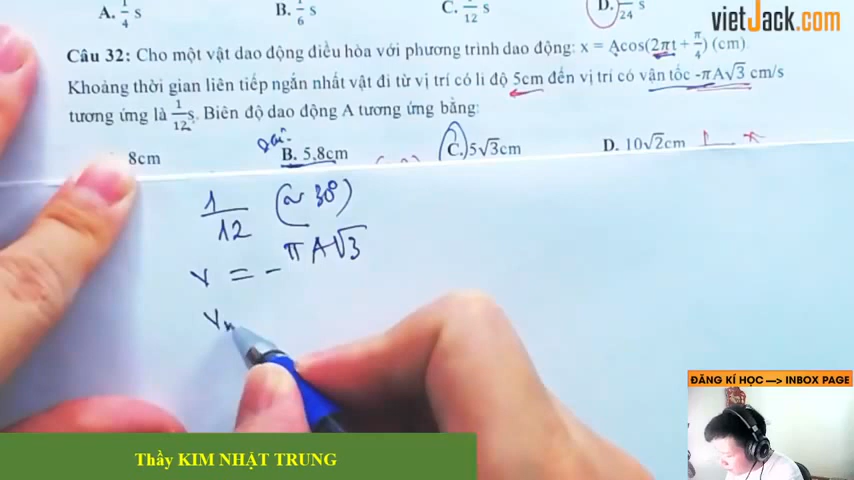 A. 1/4 s B. 1/6 s C. 1/12 s D. 1/24 s
vietJack.com
Câu 32: Cho một vật dao động điều hòa với phương trình dao động: x = Acos(2πt + π/4) (cm)
Khoảng thời gian liên tiếp ngắn nhất vật đi từ vị trí có li độ 5cm đến vị trí có vận tốc -πA√3 cm/s
tương ứng là 1/12 s. Biên độ dao động A tương ứng bằng:
8cm B. 5,8cm C. 5√3cm D. 10√2cm
1/12 (~ 30°)
v = - πA√3
ĐĂNG KÍ HỌC —> INBOX PAGE
Thầy KIM NHẬT TRUNG